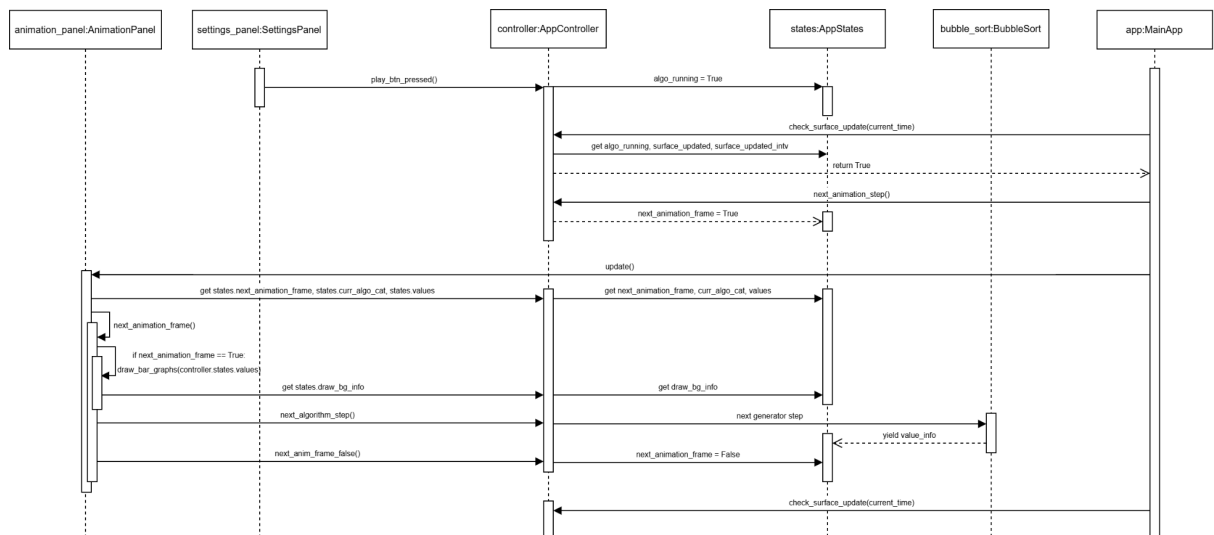 animation_panel:AnimationPanel
settings_panel:SettingsPanel
controller:AppController
states:AppStates
bubble_sort:BubbleSort
app:MainApp
play_btn_pressed()
algo_running = True
check_surface_update(current_time)
get algo_running, surface_updated, surface_updated_intv
return True
next_animation_step()
next_animation_frame = True
update()
get states.next_animation_frame, states.curr_algo_cat, states.values
get next_animation_frame, curr_algo_cat, values
next_animation_frame()
if next_animation_frame == True:
draw_bar_graphs(controller.states.values)
get states.draw_bg_info
get draw_bg_info
next_algorithm_step()
next generator step
yield value_info
next_anim_frame_false()
next_animation_frame = False
check_surface_update(current_time)